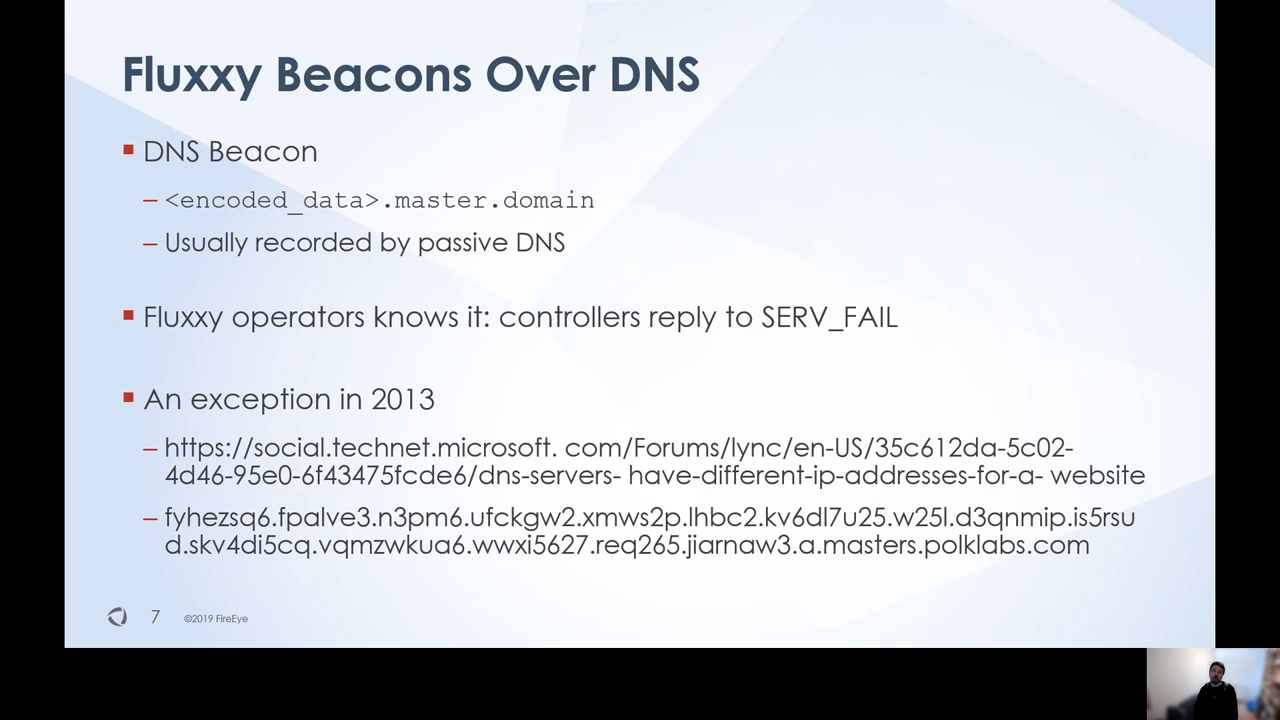 Fluxxy Beacons Over DNS
DNS Beacon
– <encoded_data>.master.domain
– Usually recorded by passive DNS
Fluxxy operators knows it: controllers reply to SERV_FAIL
An exception in 2013
– https://social.technet.microsoft. com/Forums/lync/en-US/35c612da-5c02-
4d46-95e0-6f43475fcde6/dns-servers- have-different-ip-addresses-for-a- website
– fyhezsq6.fpalve3.n3pm6.ufckgw2.xmws2p.lhbc2.kv6dl7u25.w25l.d3qnmip.is5rsu
d.skv4di5cq.vqmzwkua6.wwxi5627.req265.jiarnaw3.a.masters.polklabs.com
7 ©2019 FireEye